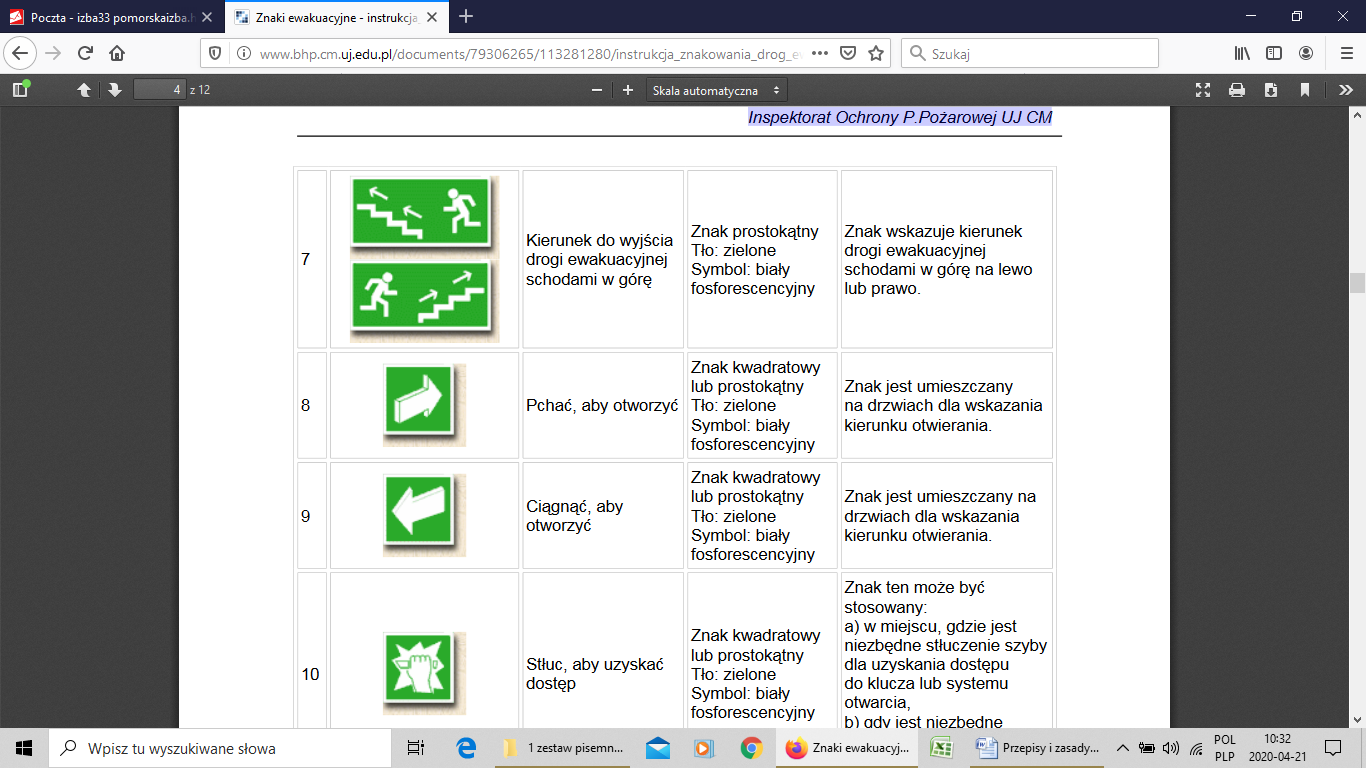 Poczta - izba33 pomorskaizba.h
Znaki ewakuacyjne - instrukcja_
www.bhp.cm.uj.edu.pl/documents/79306265/113281280/instrukcja_znakowania_drog_e
Szukaj
4 z 12
Skala automatyczna
Inspektorat Ochrony P.Pożarowej UJ CM
7
Kierunek do wyjścia
drogi ewakuacyjnej
schodami w górę
Znak prostokątny
Tło: zielone
Symbol: biały
fosforescencyjny
Znak wskazuje kierunek
drogi ewakuacyjnej
schodami w górę na lewo
lub prawo.
8
Pchać, aby otworzyć
Znak kwadratowy
lub prostokątny
Tło: zielone
Symbol: biały
fosforescencyjny
Znak jest umieszczany
na drzwiach dla wskazania
kierunku otwierania.
9
Ciągnąć, aby
otworzyć
Znak kwadratowy
lub prostokątny
Tło: zielone
Symbol: biały
fosforescencyjny
Znak jest umieszczany na
drzwiach dla wskazania
kierunku otwierania.
10
Stłuc, aby uzyskać
dostęp
Znak kwadratowy
lub prostokątny
Tło: zielone
Symbol: biały
fosforescencyjny
Znak ten może być
stosowany:
a) w miejscu, gdzie jest
niezbędne stłuczenie szyby
dla uzyskania dostępu
do klucza lub systemu
otwarcia,
b) gdy jest niezbędne
Wpisz tu wyszukiwane słowa
1 zestaw pisemn...
Znaki ewakuacyj...
Przepisy i zasady...
POL
PLP
10:32
2020-04-21